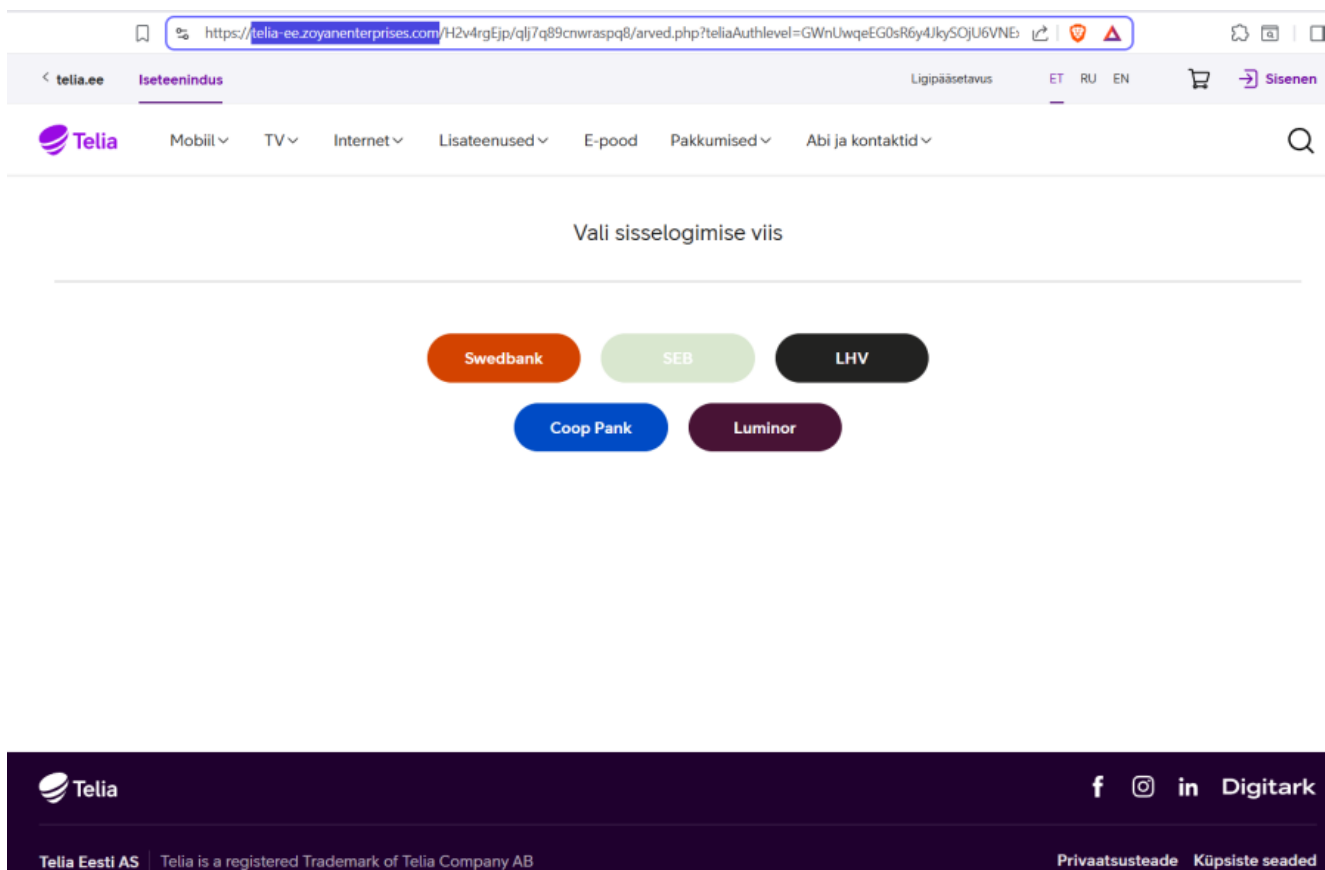 https://telia-ee.zoyanenterprises.com/H2v4rgEjp/qlj7q89cnwraspq8/arved.php?teliaAuthlevel=GWnUwqeEG0sR6y4JkySOjU6VNE
telia.ee Iseteenindus Ligipääsetavus ET RU EN Sisenen
Telia Mobiil TV Internet Lisateenused E-pood Pakkumised Abi ja kontaktid
Vali sisselogimise viis
Swedbank SEB LHV
Coop Pank Luminor
Telia f in Digitark
Telia Eesti AS Telia is a registered Trademark of Telia Company AB Privaatsusteade Küpsiste seaded